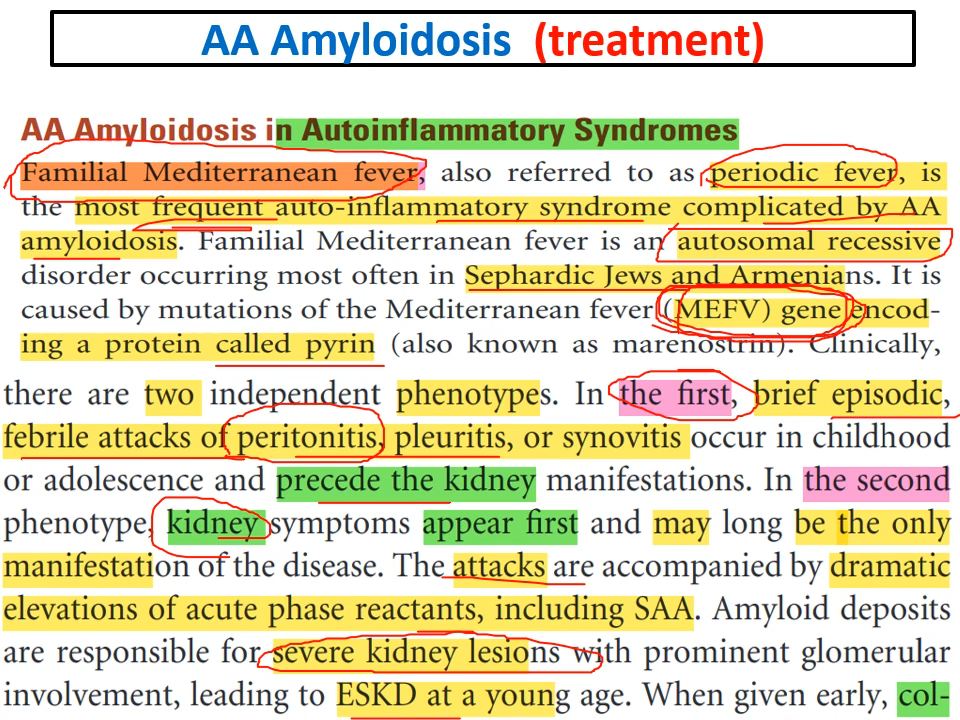 AA Amyloidosis (treatment)
AA Amyloidosis in Autoinflammatory Syndromes
Familial Mediterranean fever, also referred to as periodic fever, is
the most frequent auto-inflammatory syndrome complicated by AA
amyloidosis. Familial Mediterranean fever is an autosomal recessive
disorder occurring most often in Sephardic Jews and Armenians. It is
caused by mutations of the Mediterranean fever (MEFV) gene encod-
ing a protein called pyrin (also known as marenostrin). Clinically,
there are two independent phenotypes. In the first, brief episodic,
febrile attacks of peritonitis, pleuritis, or synovitis occur in childhood
or adolescence and precede the kidney manifestations. In the second
phenotype, kidney symptoms appear first and may long be the only
manifestation of the disease. The attacks are accompanied by dramatic
elevations of acute phase reactants, including SAA. Amyloid deposits
are responsible for severe kidney lesions with prominent glomerular
involvement, leading to ESKD at a young age. When given early, col-